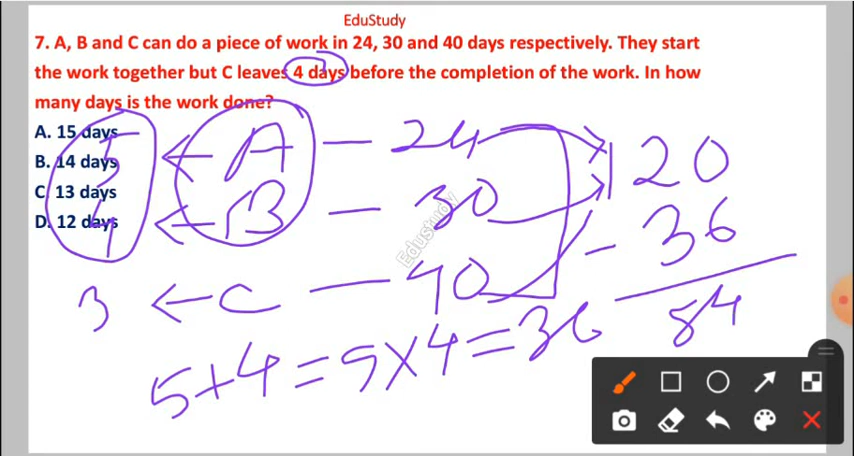 EduStudy
7. A, B and C can do a piece of work in 24, 30 and 40 days respectively. They start
the work together but C leaves 4 days before the completion of the work. In how
many days is the work done?
A. 15 days
B. 14 days
C. 13 days
D. 12 days
5 ← A — 24
120
4 ← B — 30
- 36
3 ← C — 40
84
5+4=9×4=36
Edustudy